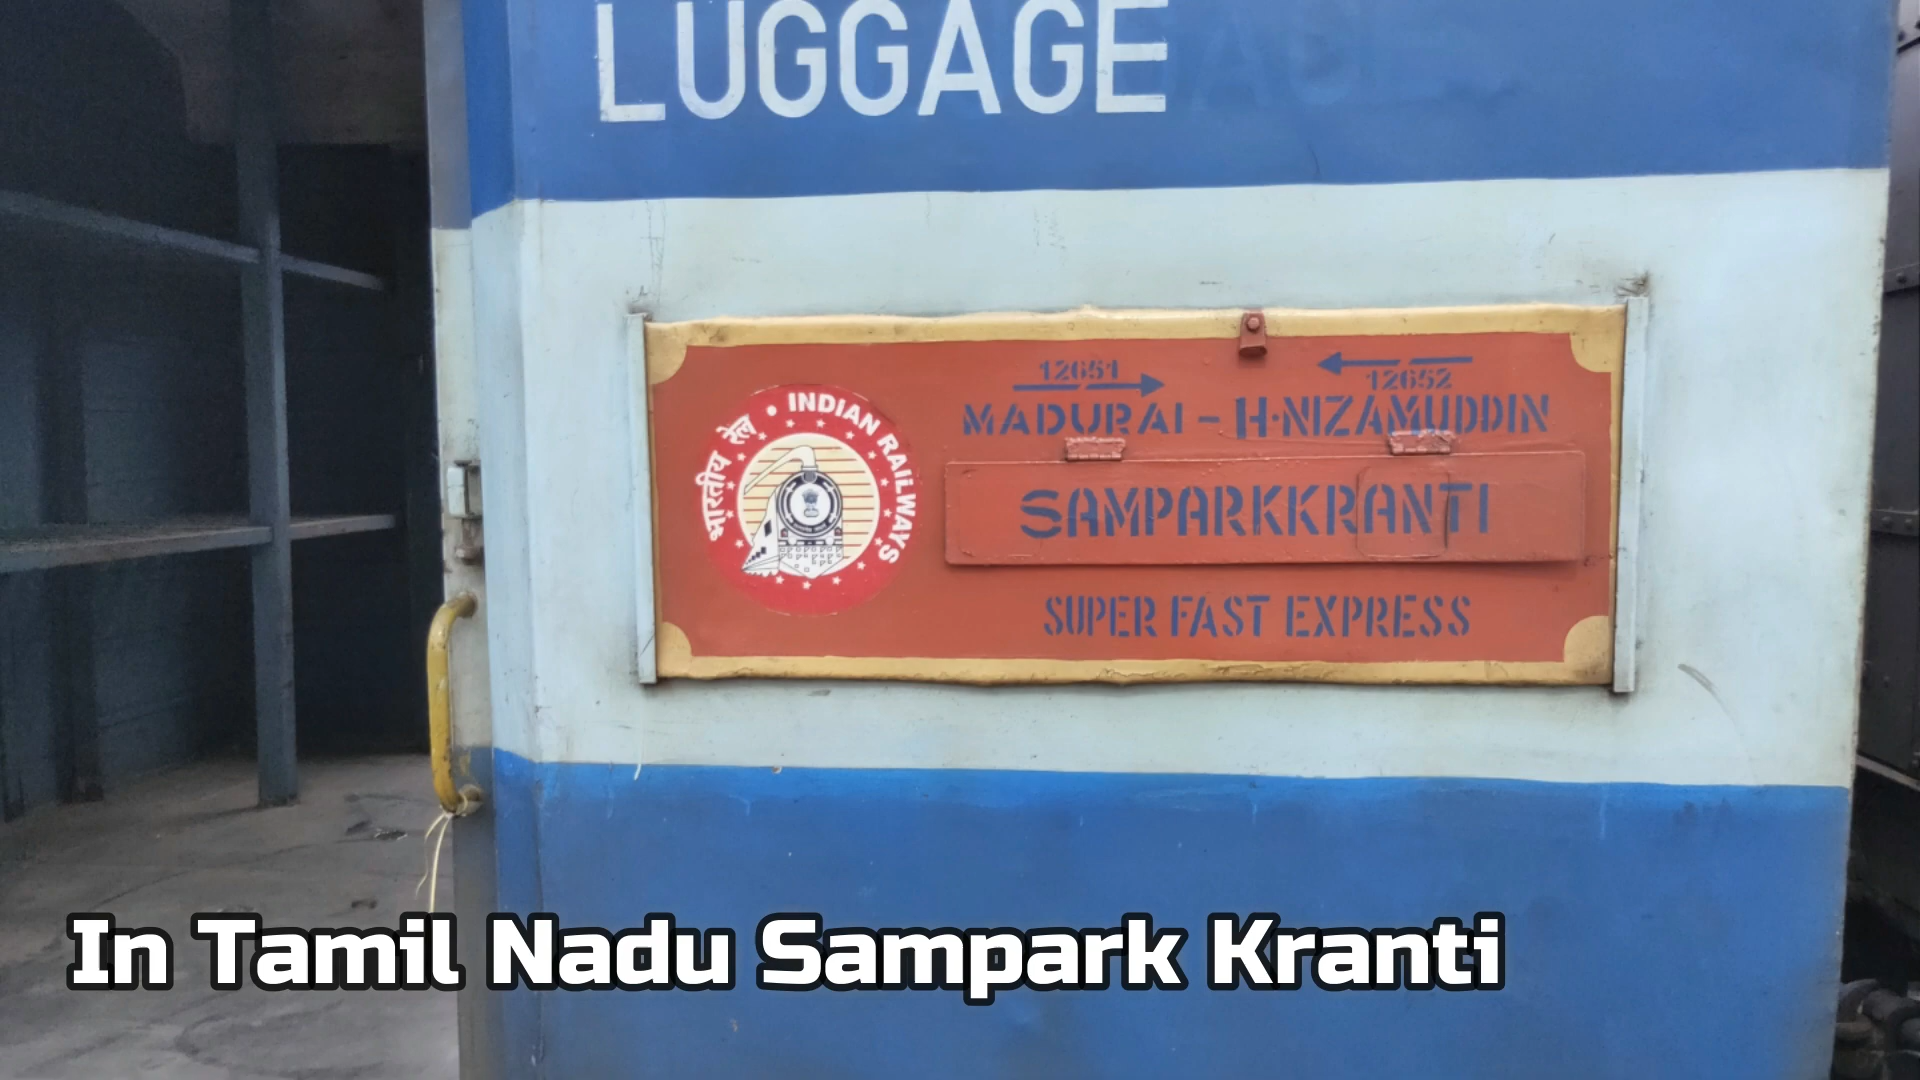 LUGGAGE
12651
12652
MADURAI - H·NIZAMUDDIN
भारतीय रेल • INDIAN RAILWAYS
SAMPARKKRANTI
SUPER FAST EXPRESS
In Tamil Nadu Sampark Kranti